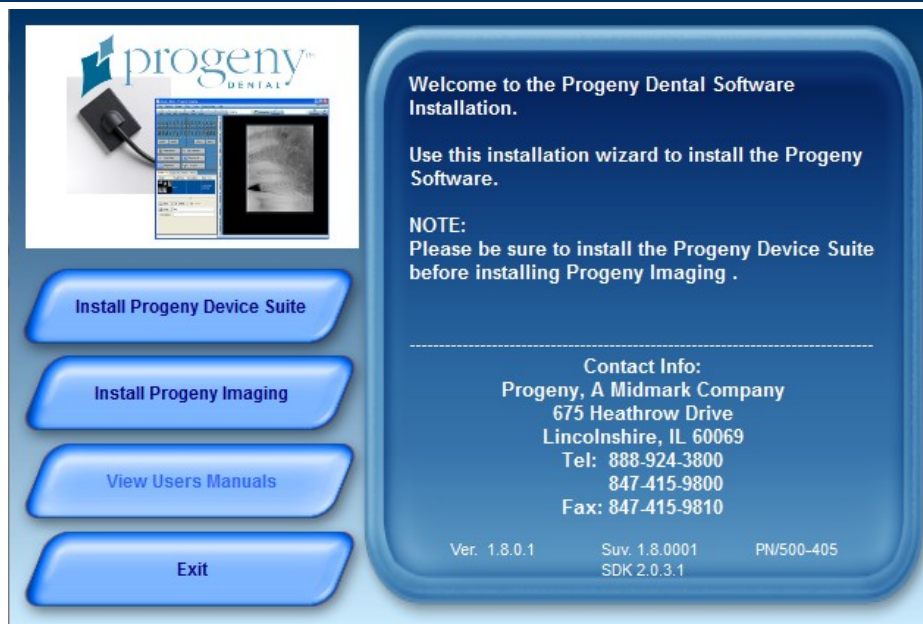 progeny
DENTAL
Install Progeny Device Suite
Install Progeny Imaging
View Users Manuals
Exit
Welcome to the Progeny Dental Software
Installation.
Use this installation wizard to install the Progeny
Software.
NOTE:
Please be sure to install the Progeny Device Suite
before installing Progeny Imaging .
Contact Info:
Progeny, A Midmark Company
675 Heathrow Drive
Lincolnshire, IL 60069
Tel: 888-924-3800
847-415-9800
Fax: 847-415-9810
Ver. 1.8.0.1 Suv. 1.8.0001 PN/500-405
SDK 2.0.3.1